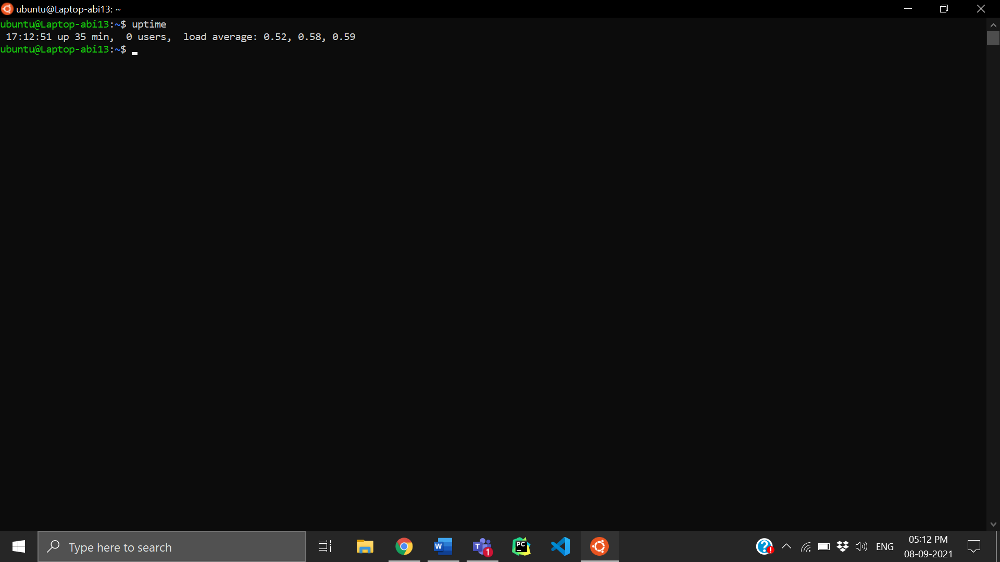 ubuntu@Laptop-abi13: ~
ubuntu@Laptop-abi13:~$ uptime
 17:12:51 up 35 min,  0 users,  load average: 0.52, 0.58, 0.59
ubuntu@Laptop-abi13:~$
Type here to search
W
T
1
PC
ENG
05:12 PM
08-09-2021